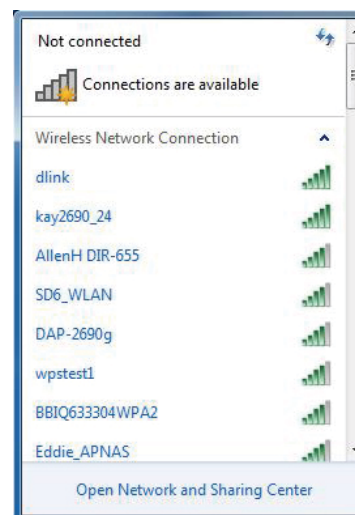 Not connected
Connections are available
Wireless Network Connection
dlink
kay2690_24
AllenH DIR-655
SD6_WLAN
DAP-2690g
wpstest1
BBIQ633304WPA2
Eddie_APNAS
Open Network and Sharing Center